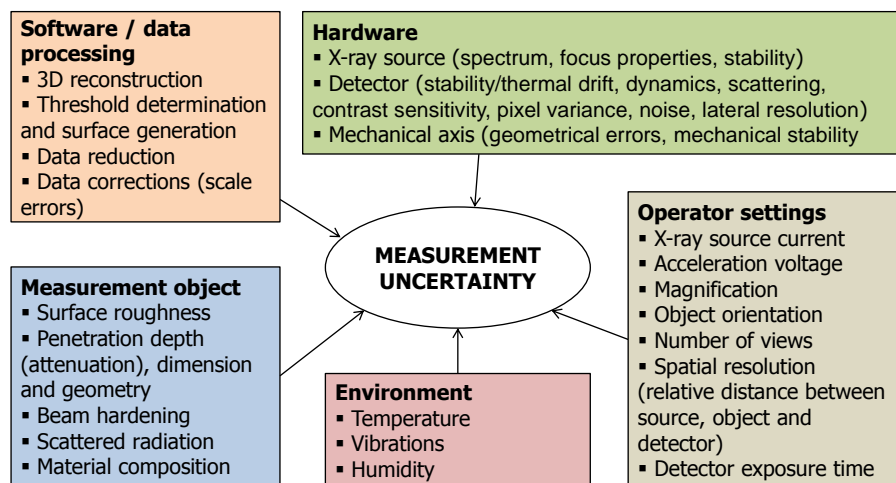 Software / data
processing
▪ 3D reconstruction
▪ Threshold determination
and surface generation
▪ Data reduction
▪ Data corrections (scale
errors)
Hardware
▪ X-ray source (spectrum, focus properties, stability)
▪ Detector (stability/thermal drift, dynamics, scattering,
contrast sensitivity, pixel variance, noise, lateral resolution)
▪ Mechanical axis (geometrical errors, mechanical stability
MEASUREMENT
UNCERTAINTY
Operator settings
▪ X-ray source current
▪ Acceleration voltage
▪ Magnification
▪ Object orientation
▪ Number of views
▪ Spatial resolution
(relative distance between
source, object and
detector)
▪ Detector exposure time
Measurement object
▪ Surface roughness
▪ Penetration depth
(attenuation), dimension
and geometry
▪ Beam hardening
▪ Scattered radiation
▪ Material composition
Environment
▪ Temperature
▪ Vibrations
▪ Humidity